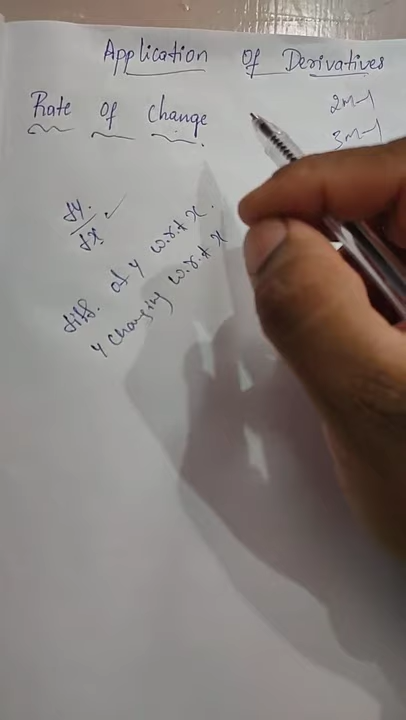 Application Of Derivatives
Rate Of Change
2M-1
3M-1
dy/dx ✓
diff. of y w.r.t x.
y changing w.r.t x